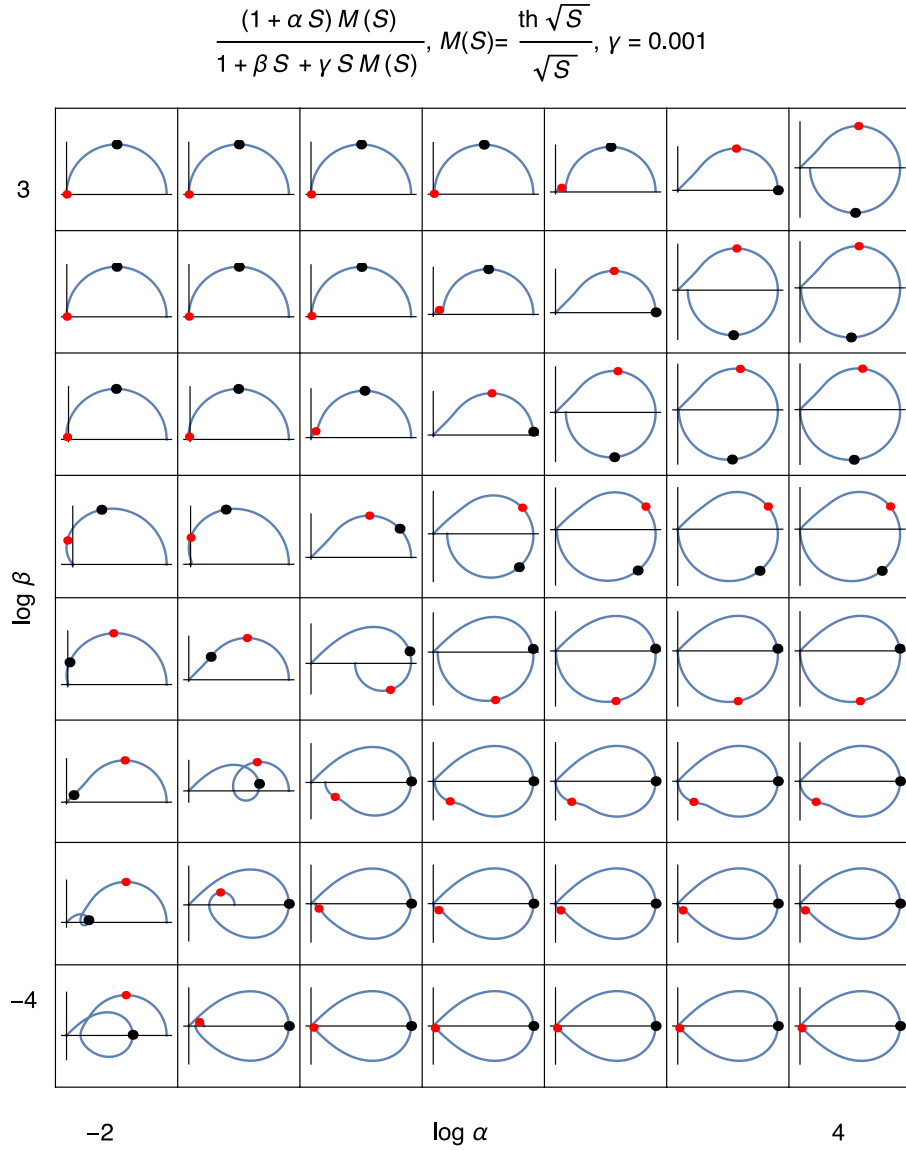 (1 + α S) M (S)
1 + β S + γ S M (S)
, M (S) =
th √S
√S
, γ = 0.001
3
log β
−4
−2
log α
4